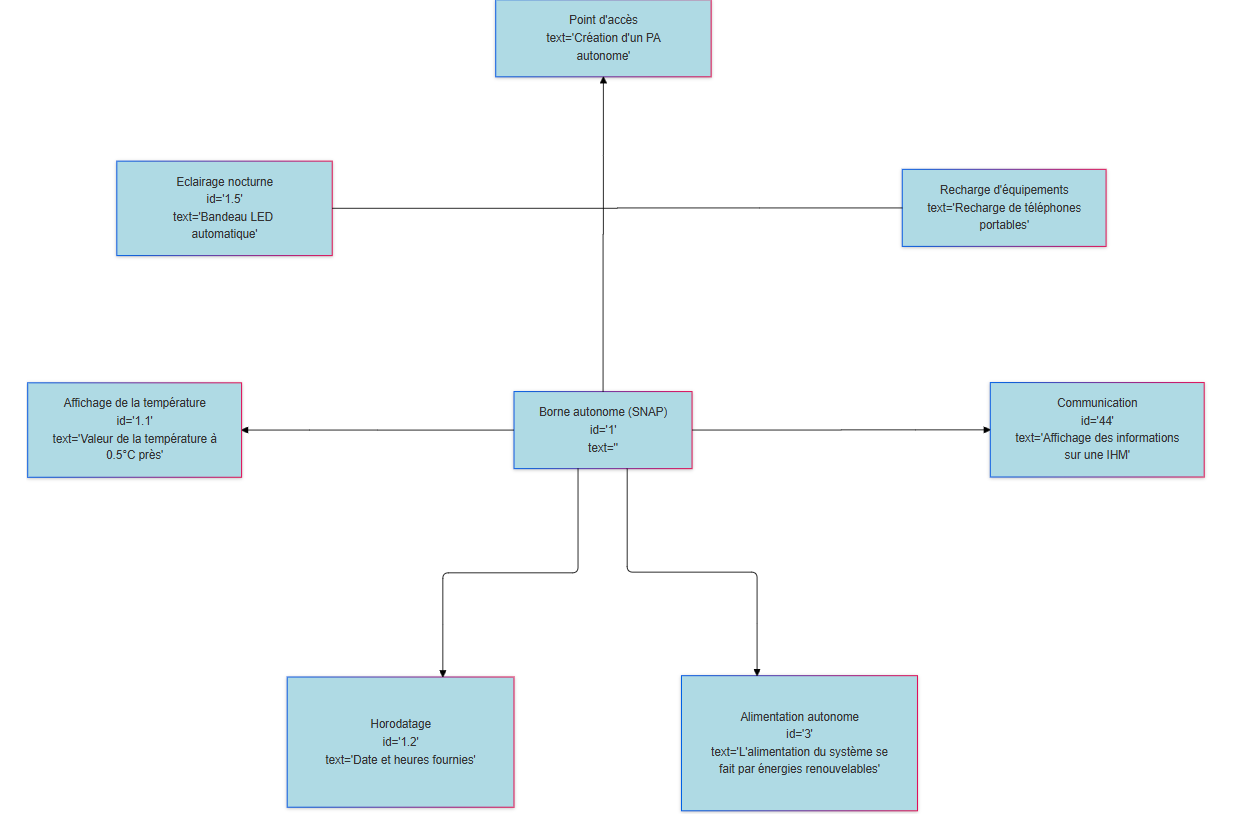 Point d'accès
text='Création d'un PA
autonome'
Eclairage nocturne
id='1.5'
text='Bandeau LED
automatique'
Recharge d'équipements
text='Recharge de téléphones
portables'
Affichage de la température
id='1.1'
text='Valeur de la température à
0.5°C près'
Borne autonome (SNAP)
id='1'
text=''
Communication
id='44'
text='Affichage des informations
sur une IHM'
Horodatage
id='1.2'
text='Date et heures fournies'
Alimentation autonome
id='3'
text='L'alimentation du système se
fait par énergies renouvelables'